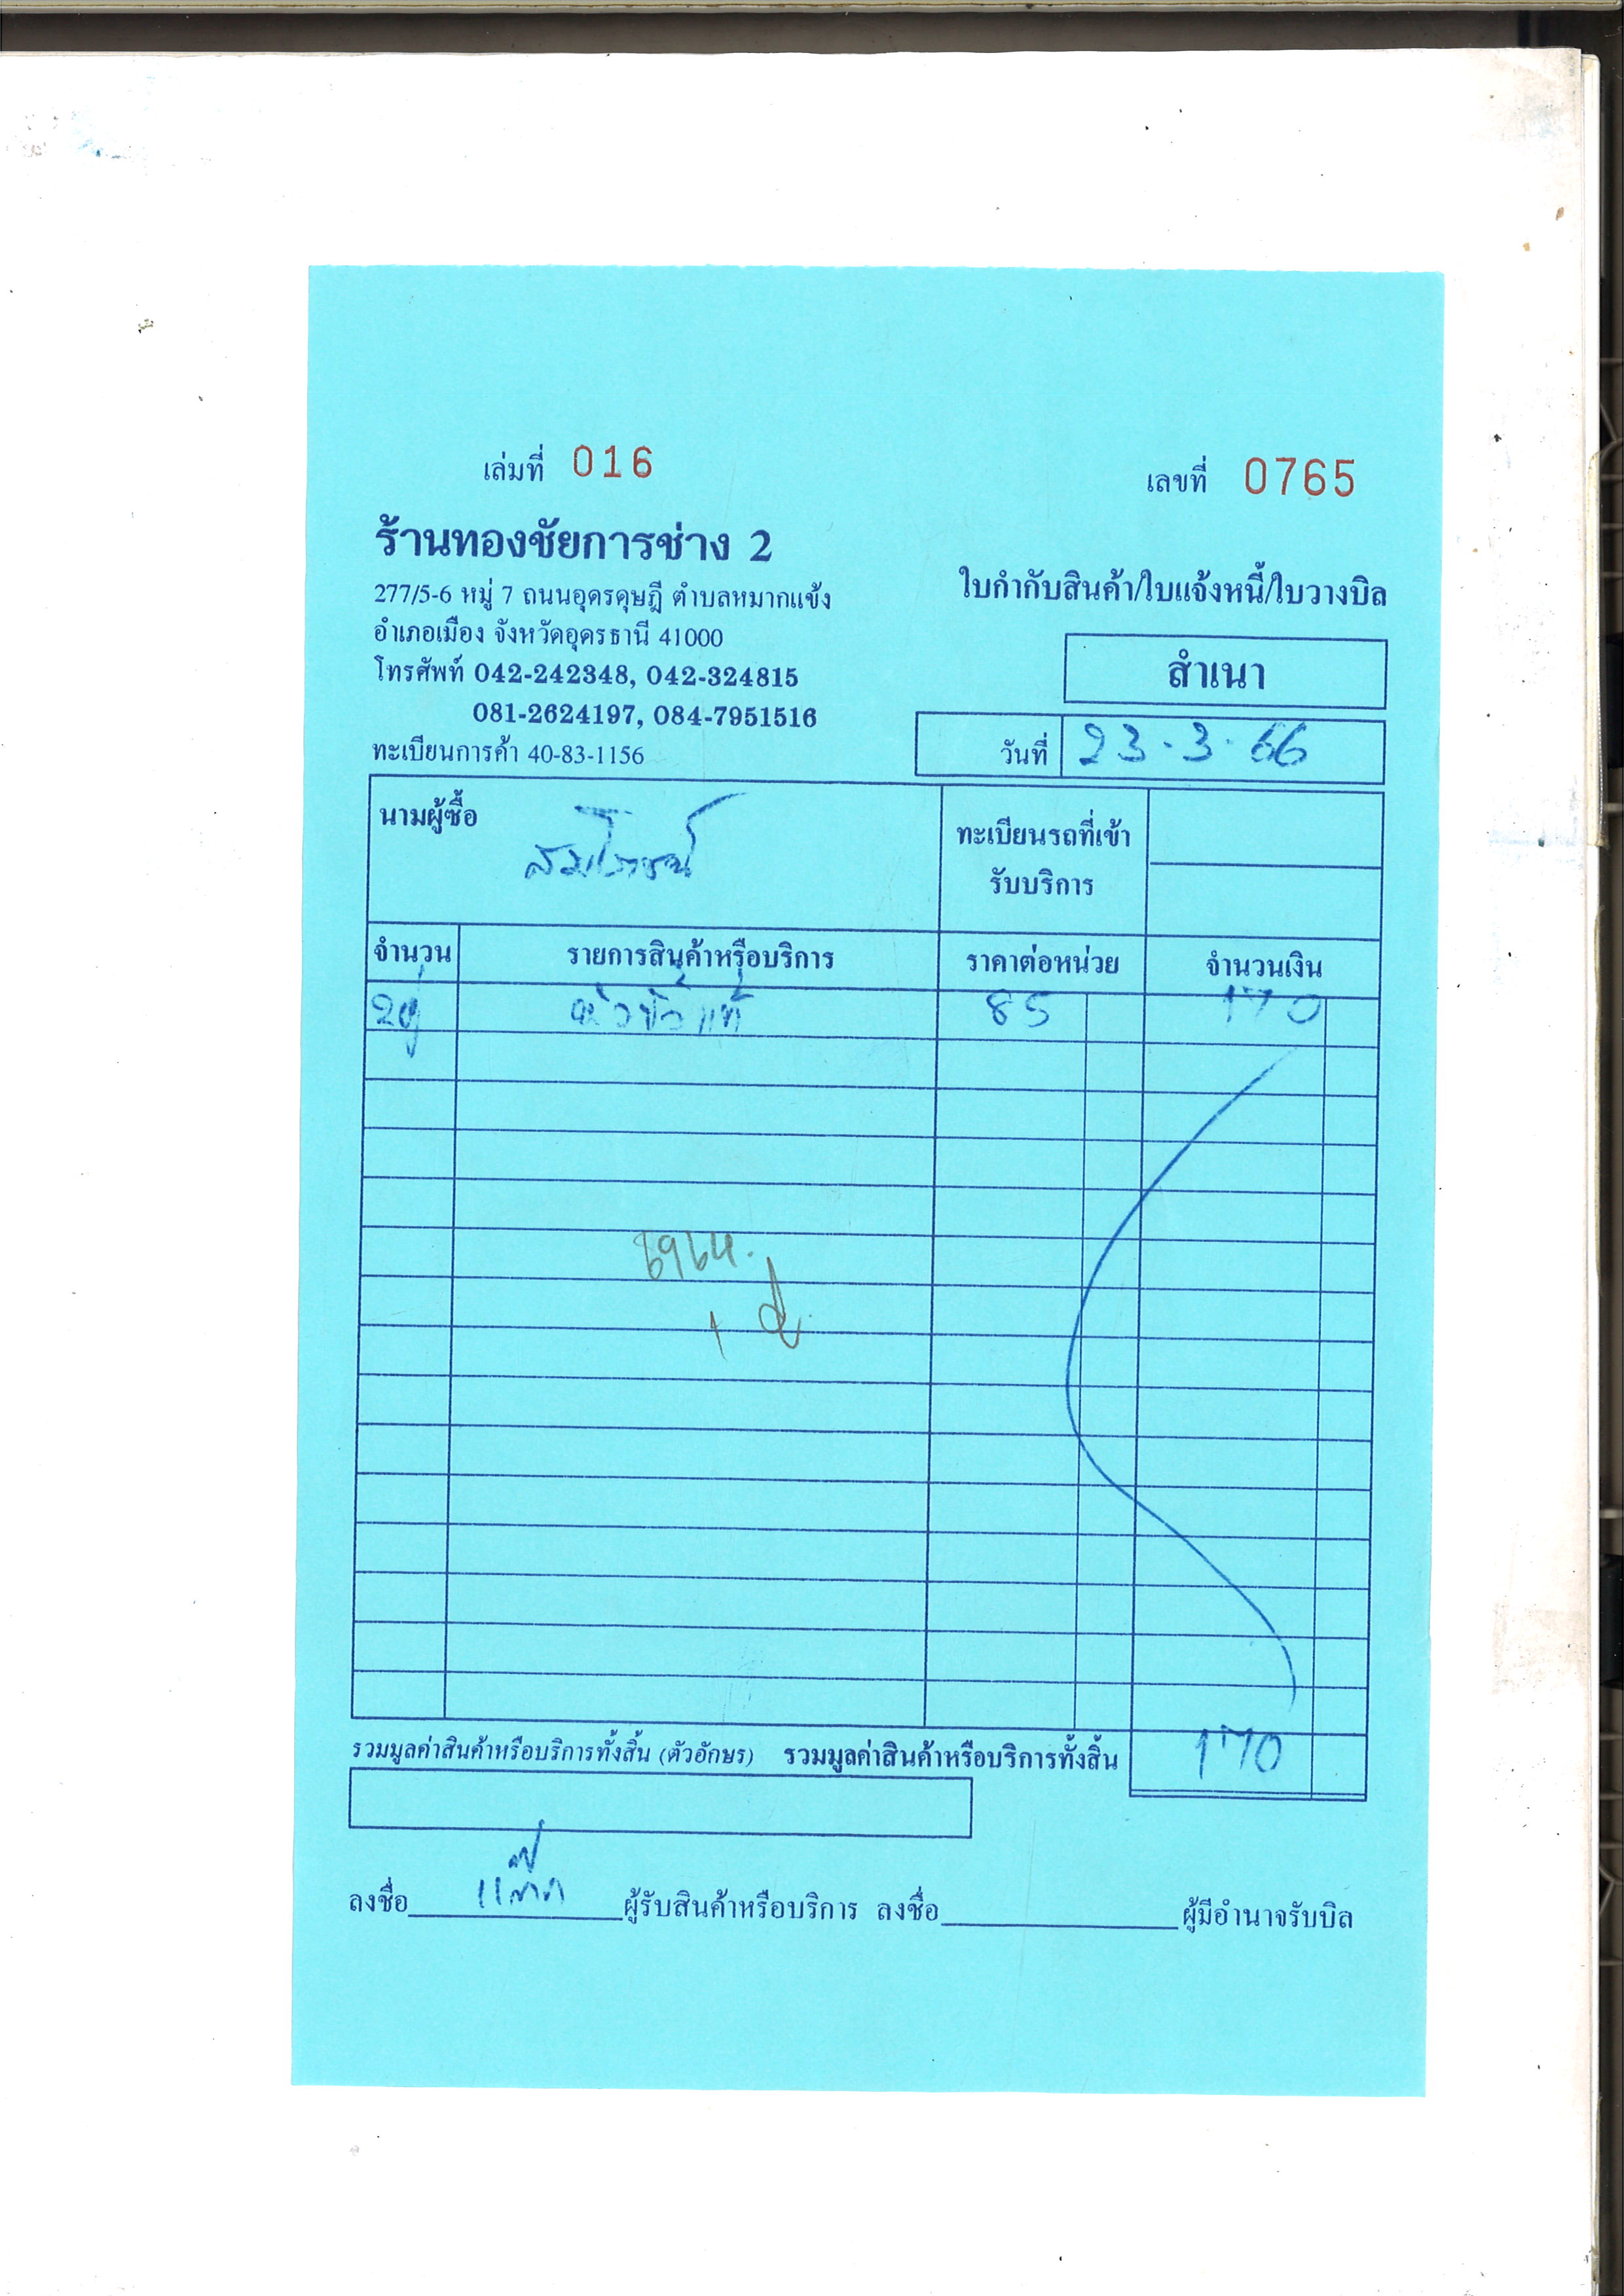 เล่มที่ 016
เลขที่ 0765
ร้านทองชัยการช่าง 2
277/5-6 หมู่ 7 ถนนอุดรดุษฎี ตำบลหมากแข้ง
อำเภอเมือง จังหวัดอุดรธานี 41000
โทรศัพท์ 042-242348, 042-324815
081-2624197, 084-7951516
ทะเบียนการค้า 40-83-1156
ใบกำกับสินค้า/ใบแจ้งหนี้/ใบวางบิล
สำเนา
วันที่ 23-3-66
นามผู้ซื้อ
ทะเบียนรถที่เข้า
รับบริการ
จำนวน รายการสินค้าหรือบริการ ราคาต่อหน่วย จำนวนเงิน
2คู่ หัวขั้วแท้ 85 170
รวมมูลค่าสินค้าหรือบริการทั้งสิ้น (ตัวอักษร) รวมมูลค่าสินค้าหรือบริการทั้งสิ้น 170
ลงชื่อ ผู้รับสินค้าหรือบริการ ลงชื่อ ผู้มีอำนาจรับบิล